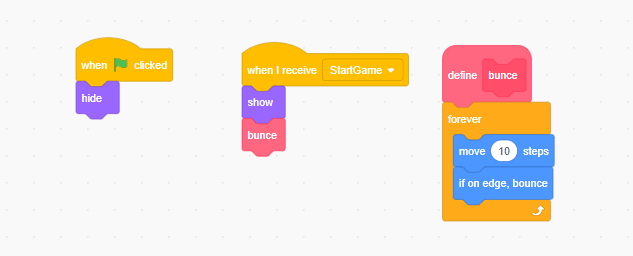 when clicked
hide
when I receive StartGame
show
bunce
define bunce
forever
move 10 steps
if on edge, bounce